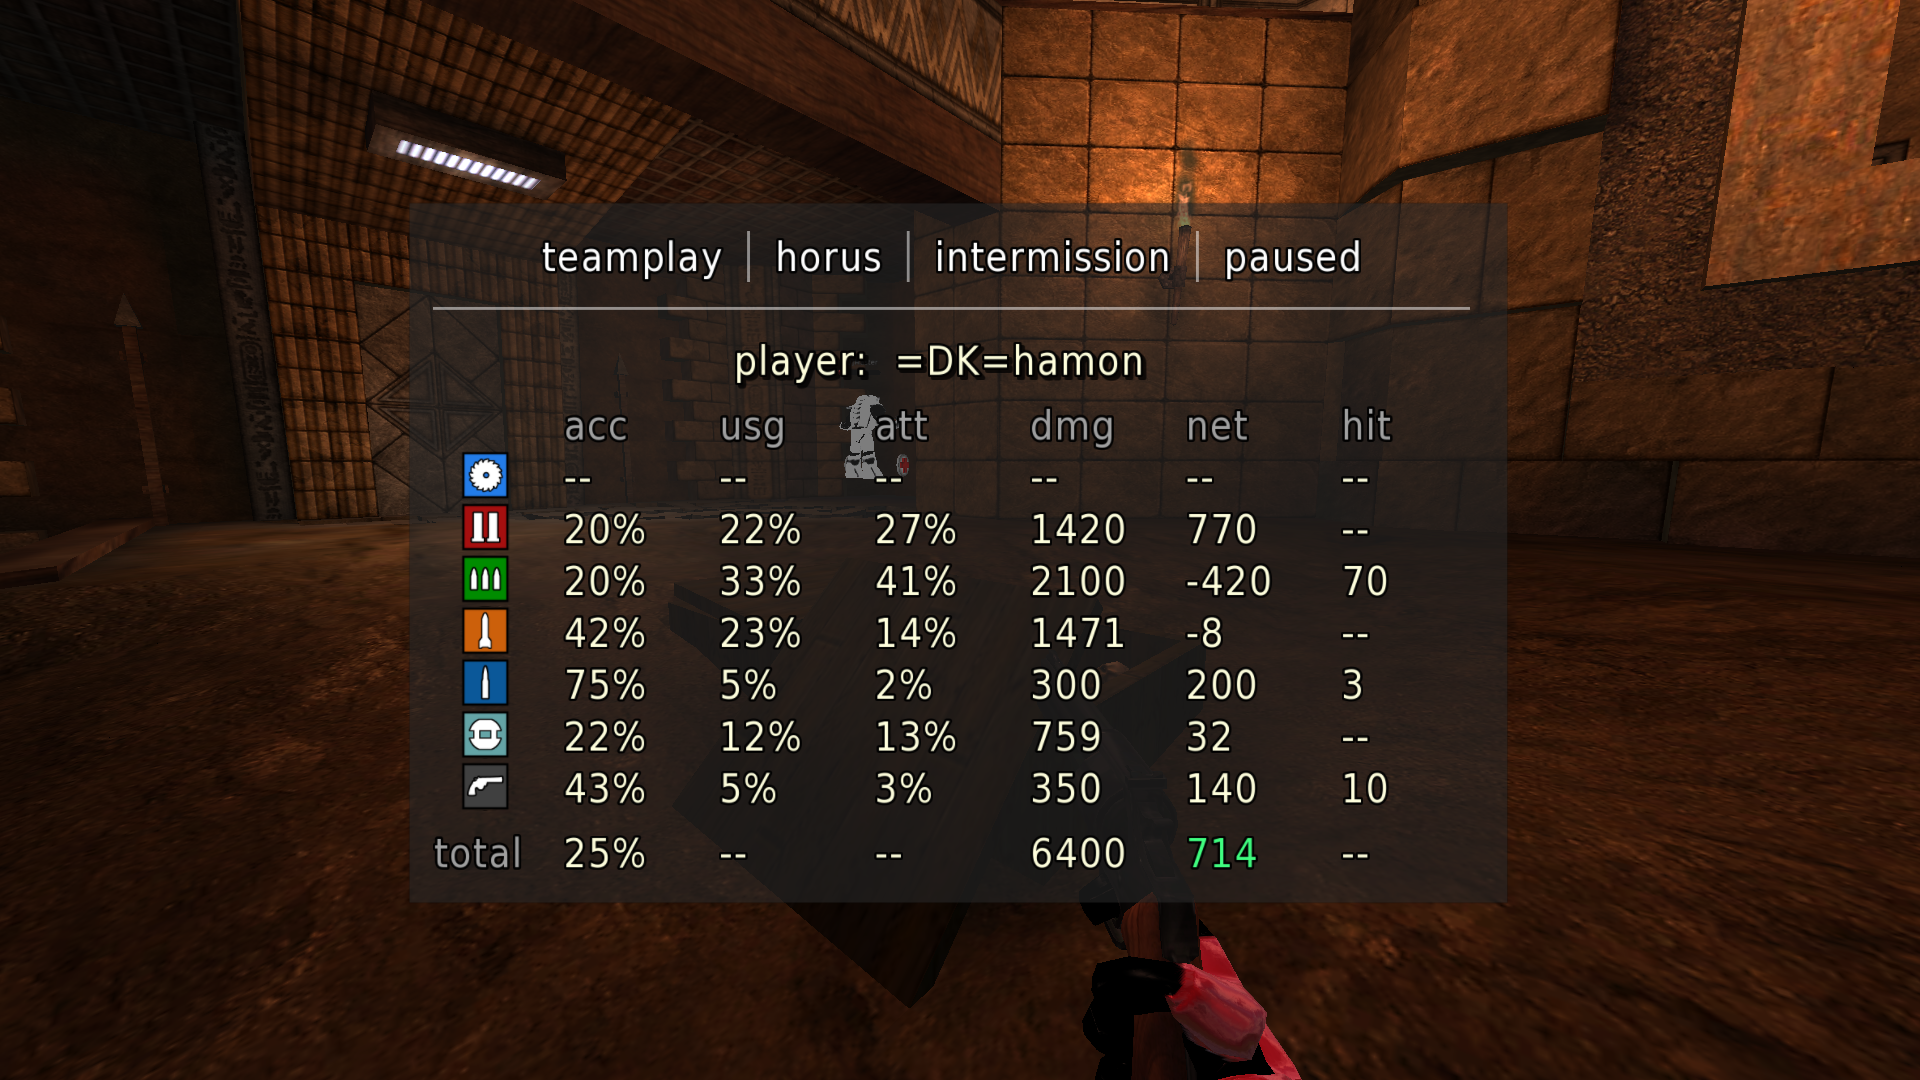 teamplay | horus | intermission | paused
player: =DK=hamon
acc usg att dmg net hit
-- -- -- -- -- --
20% 22% 27% 1420 770 --
20% 33% 41% 2100 -420 70
42% 23% 14% 1471 -8 --
75% 5% 2% 300 200 3
22% 12% 13% 759 32 --
43% 5% 3% 350 140 10
total 25% -- -- 6400 714 --